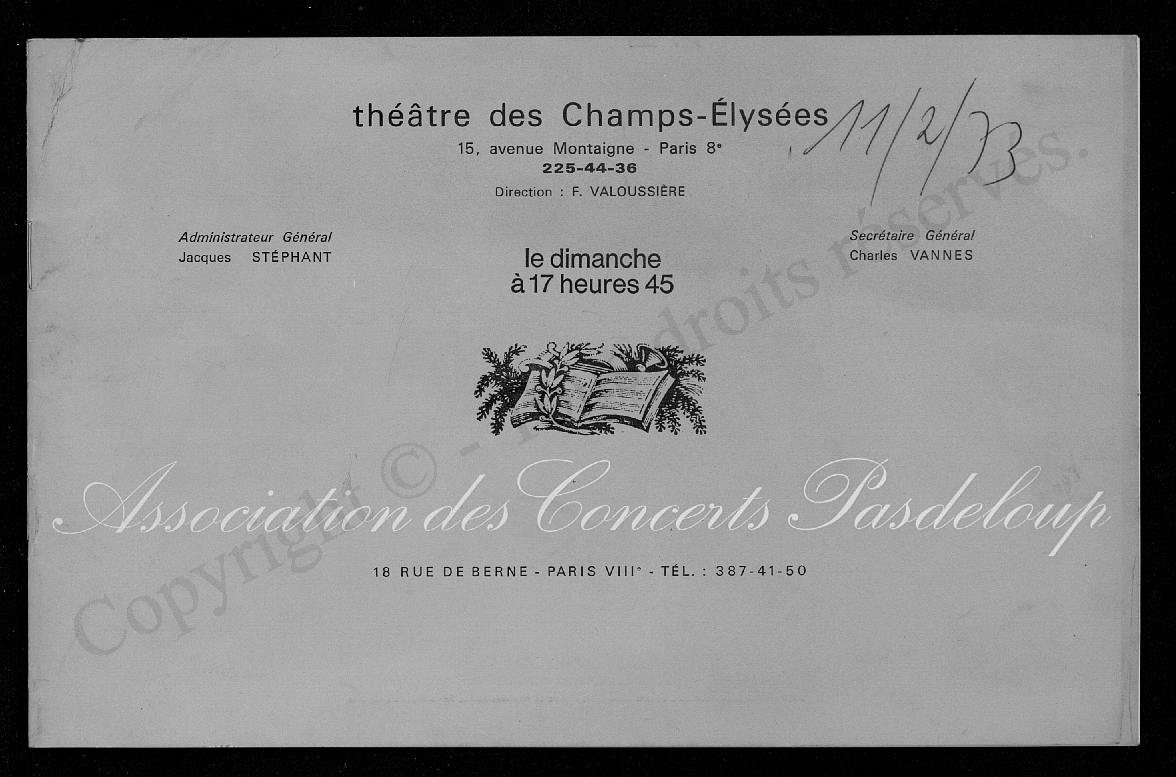 théâtre des Champs-Élysées
11/2/73
15, avenue Montaigne - Paris 8e
225-44-36
Direction : F. VALOUSSIÈRE
Administrateur Général
Jacques STÉPHANT
Secrétaire Général
Charles VANNES
le dimanche
à 17 heures 45
Association des Concerts Pasdeloup
18 RUE DE BERNE - PARIS VIII° - TÉL. : 387-41-50
Copyright © - droits réservés.